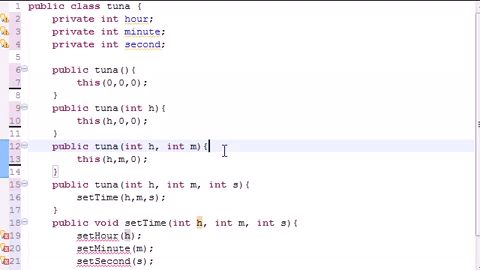 1 public class tuna {
2 private int hour;
3 private int minute;
4 private int second;
5
6 public tuna(){
7 this(0,0,0);
8 }
9 public tuna(int h){
10 this(h,0,0);
11 }
12 public tuna(int h, int m){
13 this(h,m,0);
14 }
15 public tuna(int h, int m, int s){
16 setTime(h,m,s);
17 }
18 public void setTime(int h, int m, int s){
19 setHour(h);
20 setMinute(m);
21 setSecond(s);